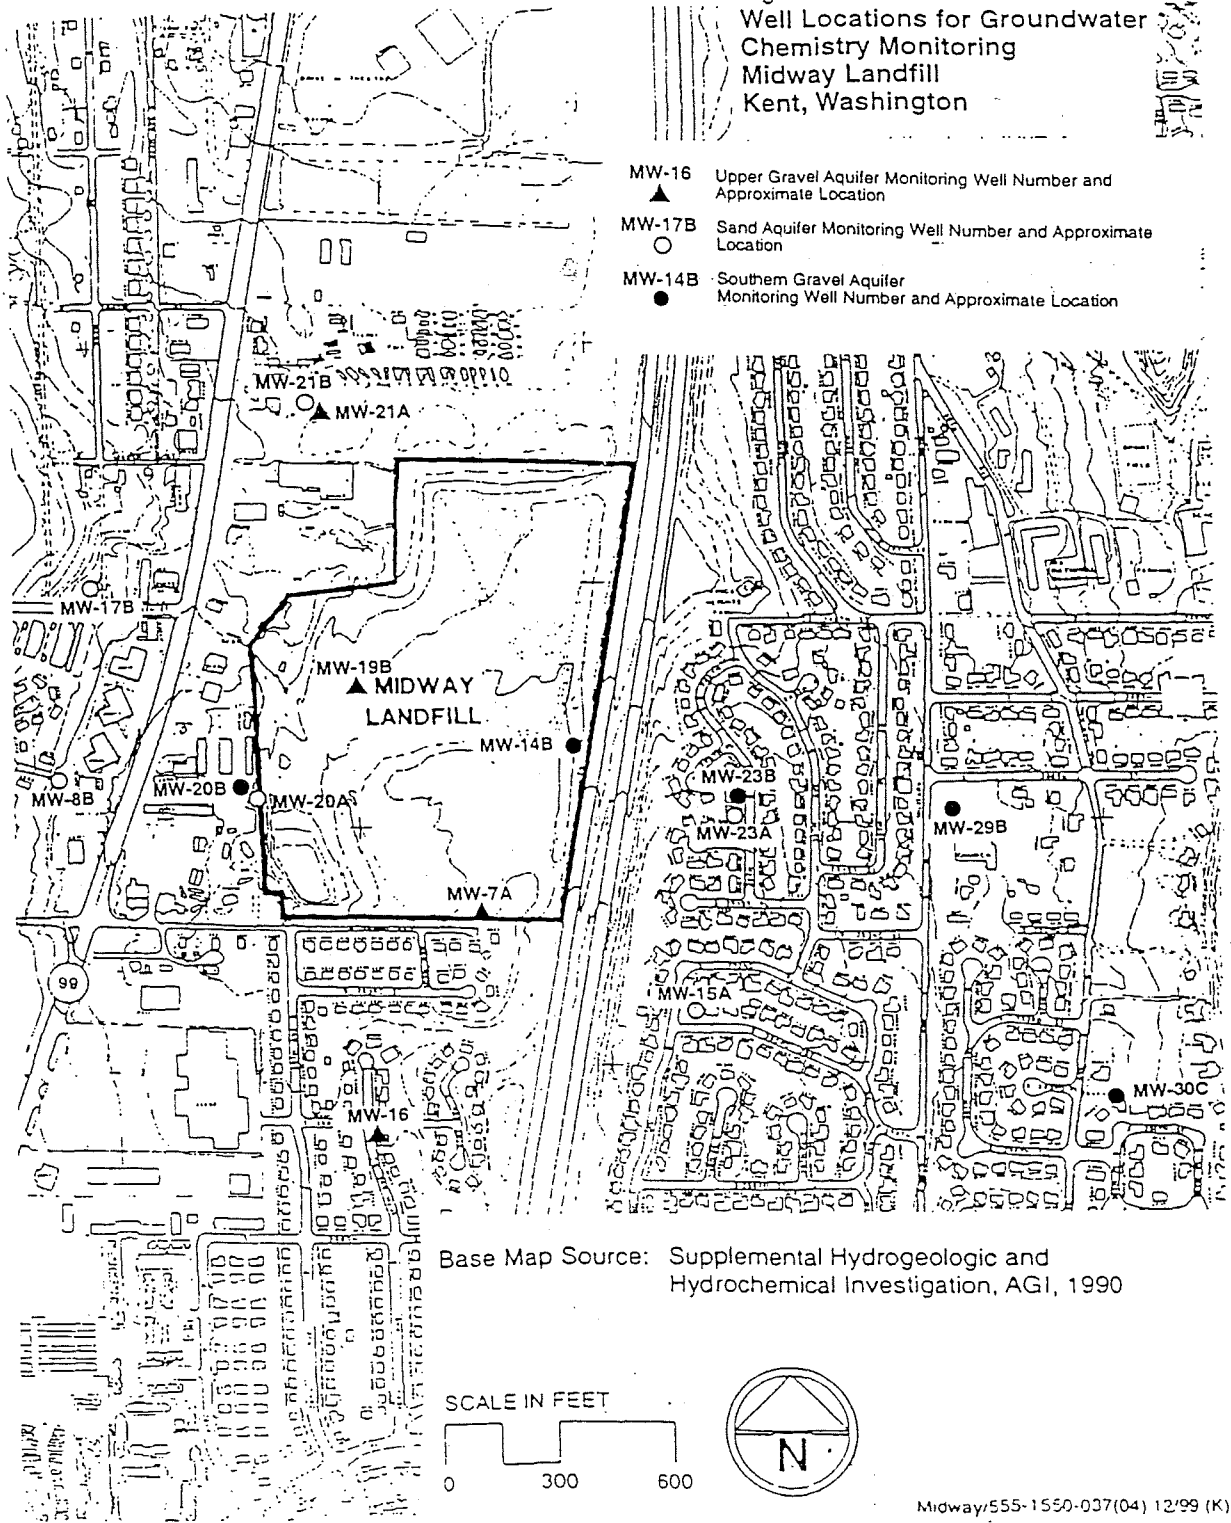 Well Locations for Groundwater
Chemistry Monitoring
Midway Landfill
Kent, Washington
MW-16 Upper Gravel Aquifer Monitoring Well Number and
Approximate Location
MW-17B Sand Aquifer Monitoring Well Number and Approximate
Location
MW-14B Southern Gravel Aquifer
Monitoring Well Number and Approximate Location
MW-21B
MW-21A
MW-17B
MW-19B
MIDWAY
LANDFILL
MW-14B
MW-23B
MW-20B
MW-20A
MW-8B
MW-29B
MW-23A
MW-7A
99
MW-15A
MW-30C
MW-16
Base Map Source: Supplemental Hydrogeologic and
Hydrochemical Investigation, AGI, 1990
SCALE IN FEET
0 300 600
N
Midway/555-1550-037(04) 12/99 (K)